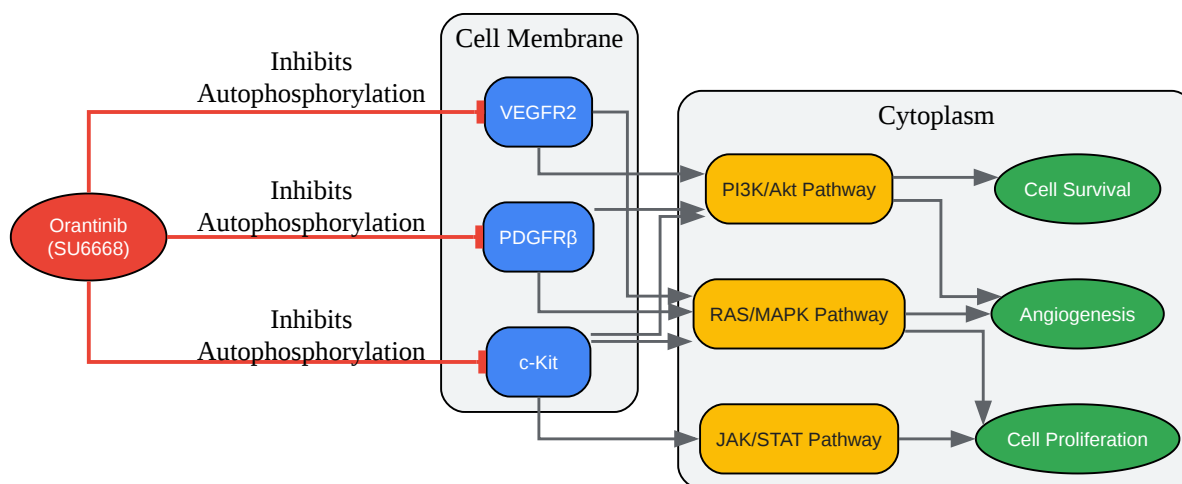 Cell Membrane
Inhibits
Autophosphorylation
VEGFR2
Cytoplasm
PI3K/Akt Pathway
Cell Survival
Inhibits
Autophosphorylation
Orantinib
(SU6668)
PDGFRβ
RAS/MAPK Pathway
Angiogenesis
Inhibits
Autophosphorylation
c-Kit
JAK/STAT Pathway
Cell Proliferation